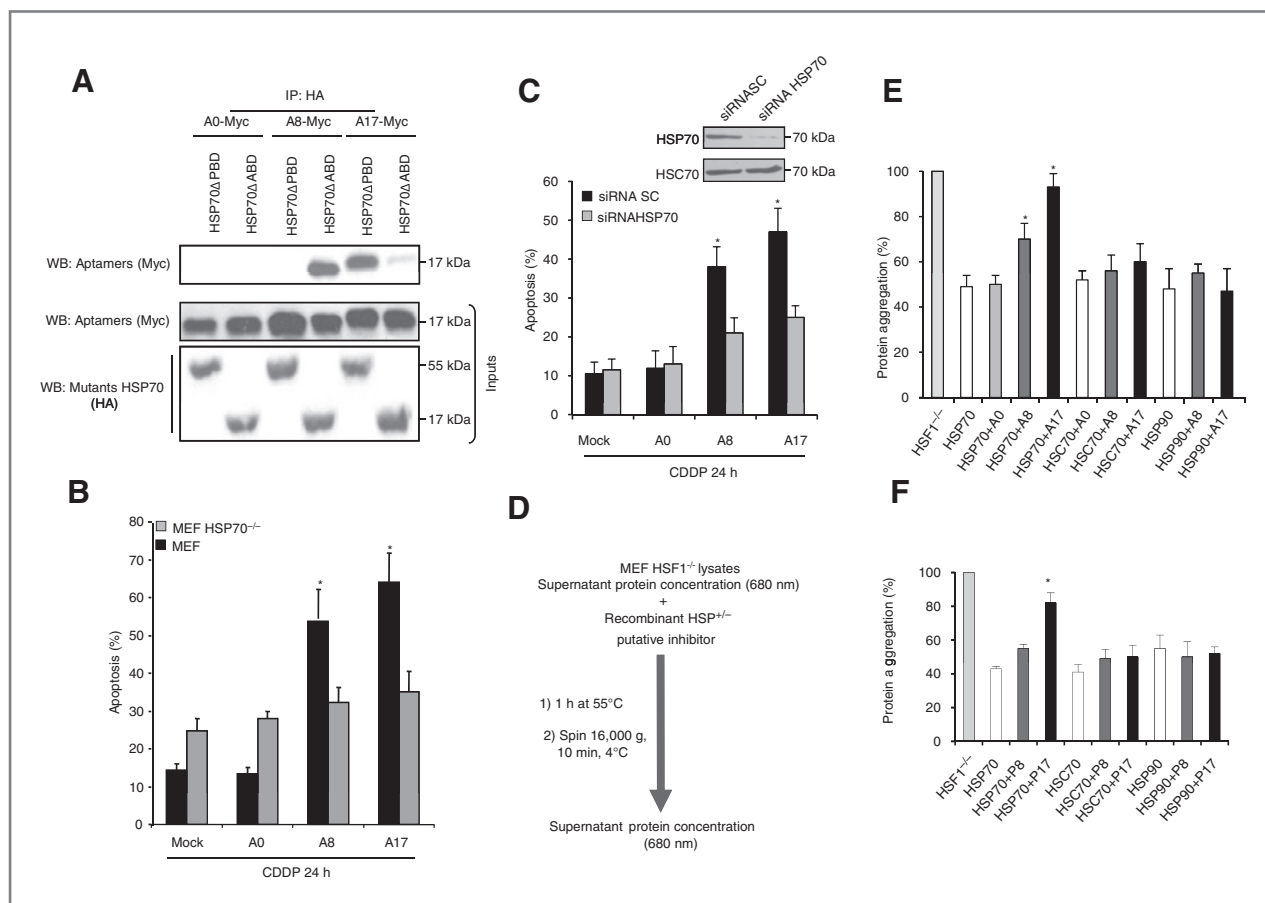 A
IP: HA
A0-Myc A8-Myc A17-Myc
HSP70ΔPBD
HSP70ΔABD
HSP70ΔPBD
HSP70ΔABD
HSP70ΔPBD
HSP70ΔABD
WB: Aptamers (Myc)
17 kDa
WB: Aptamers (Myc)
17 kDa
WB: Mutants HSP70
(HA)
55 kDa
17 kDa
Inputs
B
Apoptosis (%)
80
70
60
50
40
30
20
10
0
MEF HSP70–/–
MEF
*
*
Mock A0 A8 A17
CDDP 24 h
C
siRNASC
siRNA HSP70
HSP70
70 kDa
HSC70
70 kDa
Apoptosis (%)
60
50
40
30
20
10
0
siRNA SC
siRNAHSP70
*
*
Mock A0 A8 A17
CDDP 24 h
D
MEF HSF1-/- lysates
Supernatant protein concentration (680 nm)
+
Recombinant HSP+/–
putative inhibitor
1) 1 h at 55°C
2) Spin 16,000 g,
10 min, 4°C
Supernatant protein concentration
(680 nm)
E
Protein aggregation (%)
100
80
60
40
20
0
*
*
HSF1–/–
HSP70
HSP70+A0
HSP70+A8
HSP70+A17
HSC70+A0
HSC70+A8
HSC70+A17
HSP90
HSP90+A8
HSP90+A17
F
Protein a ggregation (%)
100
80
60
40
20
0
*
HSF1–/–
HSP70
HSP70+P8
HSP70+P17
HSC70
HSC70+P8
HSC70+P17
HSP90
HSP90+P8
HSP90+P17